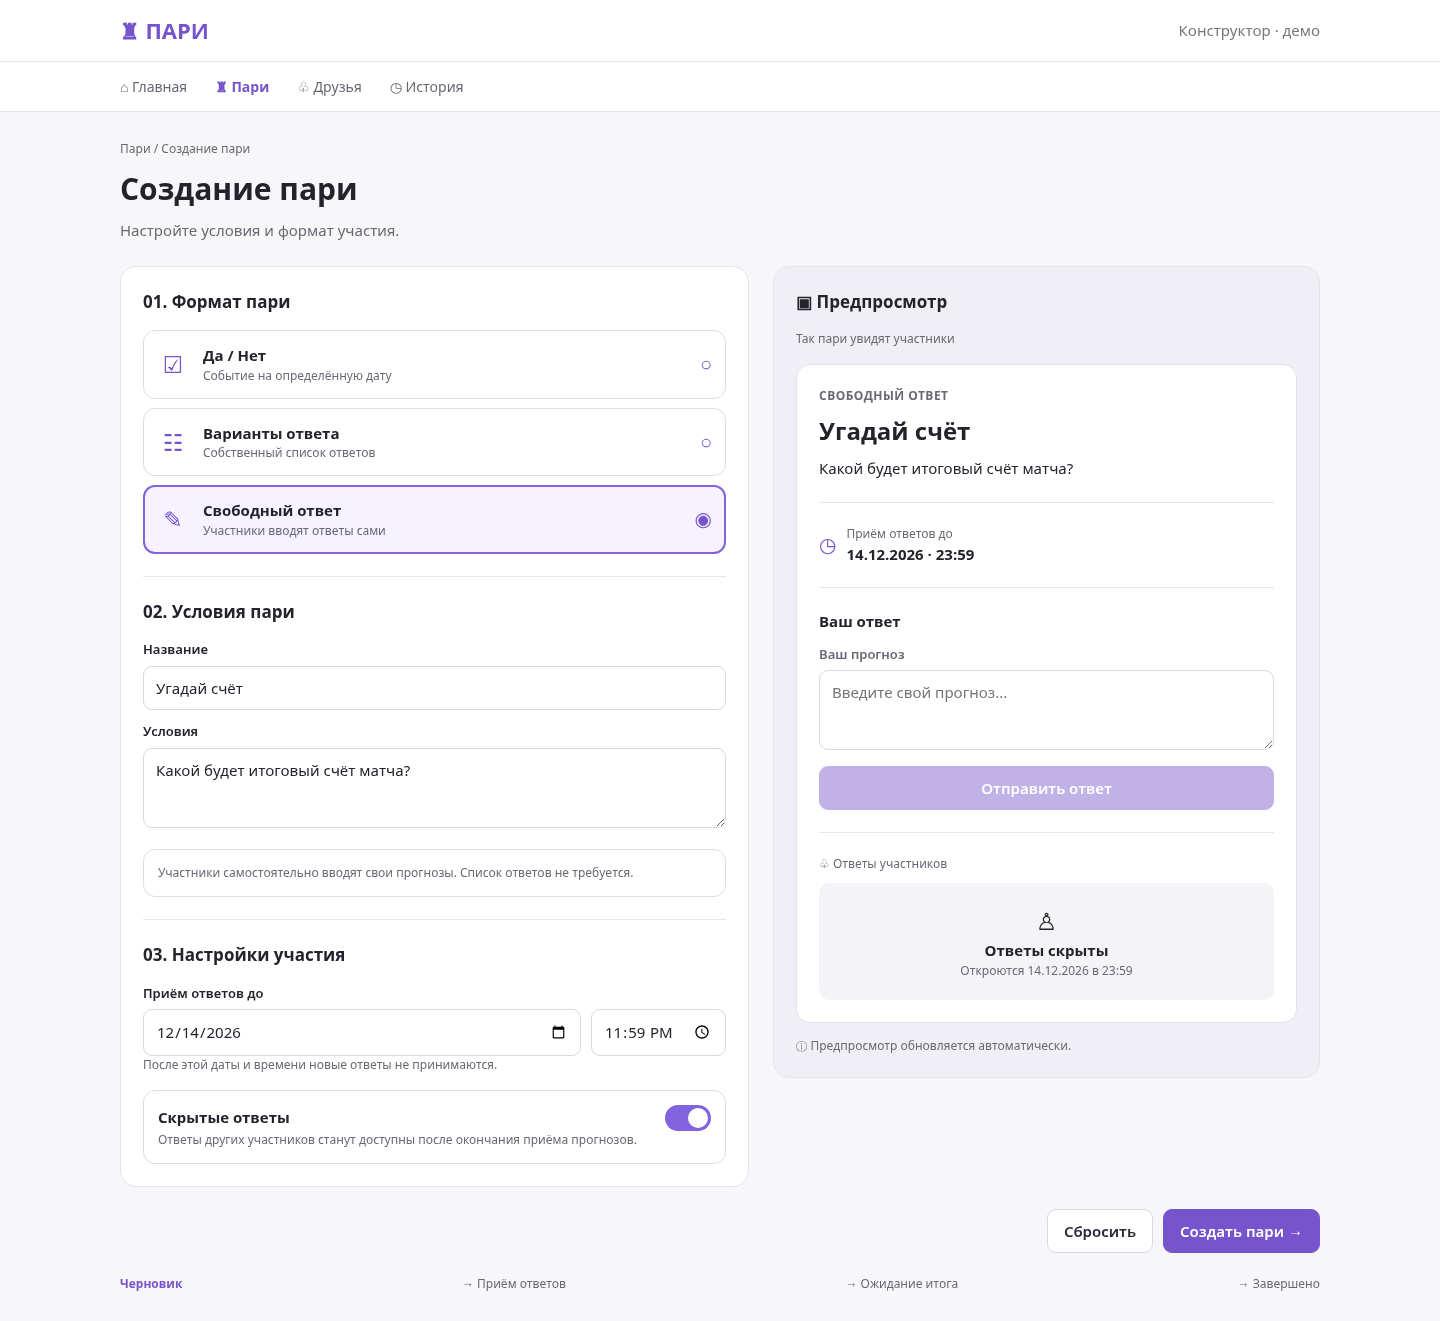 ♜ ПАРИ
Конструктор · демо
⌂ Главная
♜ Пари
♧ Друзья
◷ История
Пари / Создание пари
Создание пари
Настройте условия и формат участия.
01. Формат пари
☑ Да / Нет
Событие на определённую дату
☷ Варианты ответа
Собственный список ответов
✎ Свободный ответ
Участники вводят ответы сами
02. Условия пари
Название
Угадай счёт
Условия
Какой будет итоговый счёт матча?
Участники самостоятельно вводят свои прогнозы. Список ответов не требуется.
03. Настройки участия
Приём ответов до
12/14/2026
11:59 PM
После этой даты и времени новые ответы не принимаются.
Скрытые ответы
Ответы других участников станут доступны после окончания приёма прогнозов.
▣ Предпросмотр
Так пари увидят участники
СВОБОДНЫЙ ОТВЕТ
Угадай счёт
Какой будет итоговый счёт матча?
◷ Приём ответов до
14.12.2026 · 23:59
Ваш ответ
Ваш прогноз
Введите свой прогноз...
Отправить ответ
♧ Ответы участников
♙
Ответы скрыты
Откроются 14.12.2026 в 23:59
ⓘ Предпросмотр обновляется автоматически.
Сбросить
Создать пари →
Черновик
→ Приём ответов
→ Ожидание итога
→ Завершено